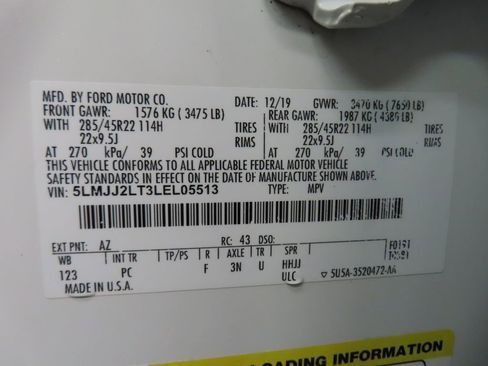 MFD. BY FORD MOTOR CO.
DATE: 12/19 GVWR: 3470 KG ( 7650 LB)
FRONT GAWR: 1576 KG ( 3475 LB)
REAR GAWR: 1987 KG ( 4380 LB)
WITH 285/45R22 114H TIRES
WITH 285/45R22 114H TIRES
22x9.5J RIMS
22x9.5J RIMS
AT 270 kPa/ 39 PSI COLD
AT 270 kPa/ 39 PSI COLD
THIS VEHICLE CONFORMS TO ALL APPLICABLE FEDERAL MOTOR VEHICLE
SAFETY STANDARDS IN EFFECT ON THE DATE OF MANUFACTURE SHOWN ABOVE.
VIN: 5LMJJ2LT3LEL05513 TYPE: MPV
EXT PNT: AZ RC: 43 DSO:
WB INT TR TP/PS R AXLE TR SPR
123 PC F 3N U HHJJ
MADE IN U.S.A. ULC
LOADING INFORMATION